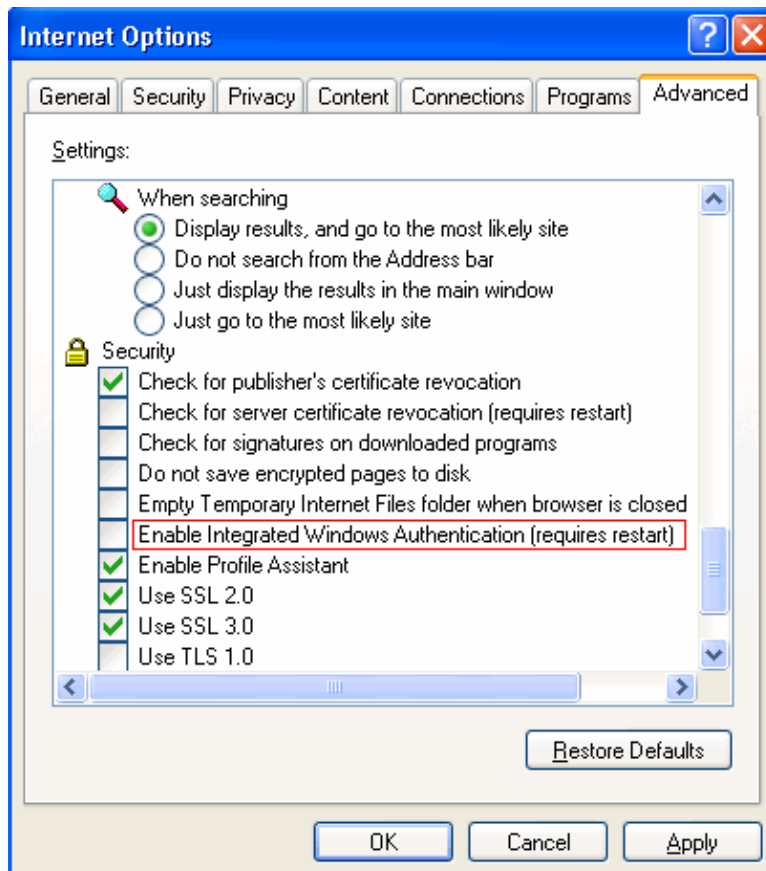 Internet Options
General Security Privacy Content Connections Programs Advanced
Settings:
When searching
Display results, and go to the most likely site
Do not search from the Address bar
Just display the results in the main window
Just go to the most likely site
Security
Check for publisher's certificate revocation
Check for server certificate revocation (requires restart)
Check for signatures on downloaded programs
Do not save encrypted pages to disk
Empty Temporary Internet Files folder when browser is closed
Enable Integrated Windows Authentication (requires restart)
Enable Profile Assistant
Use SSL 2.0
Use SSL 3.0
Use TLS 1.0
Restore Defaults
OK Cancel Apply